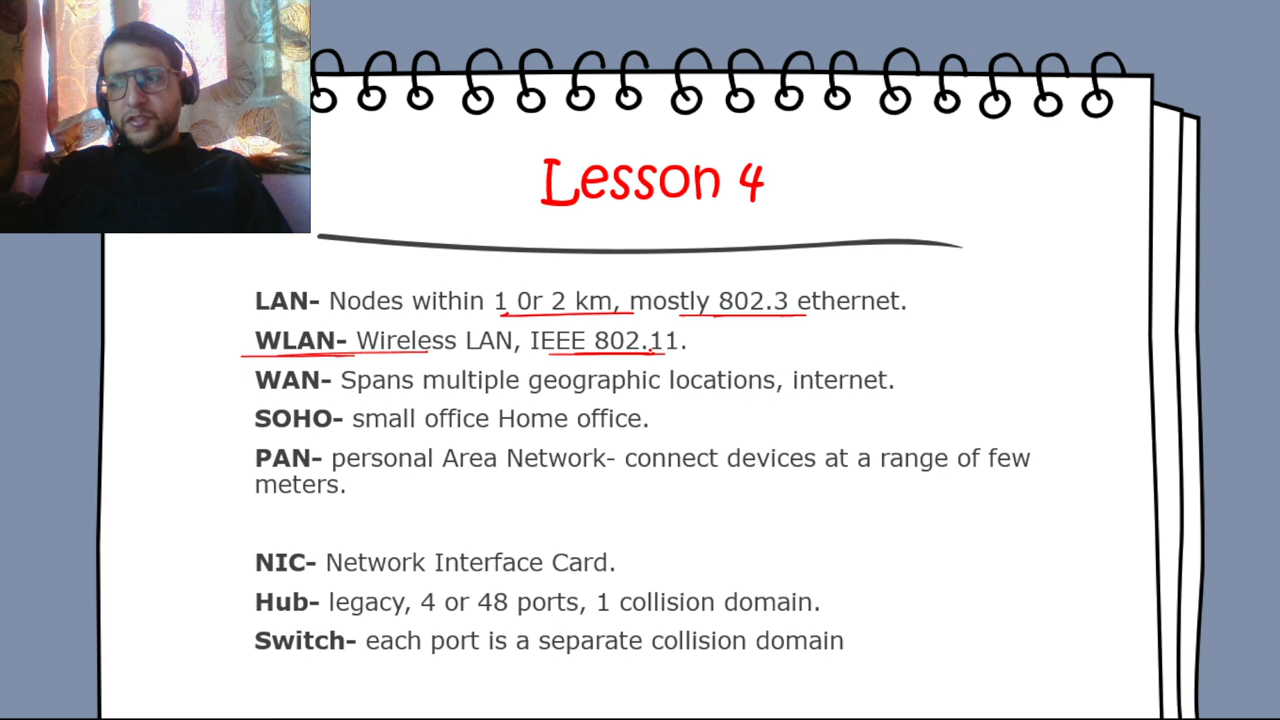 Lesson 4
LAN- Nodes within 1 0r 2 km, mostly 802.3 ethernet.
WLAN- Wireless LAN, IEEE 802.11.
WAN- Spans multiple geographic locations, internet.
SOHO- small office Home office.
PAN- personal Area Network- connect devices at a range of few
meters.
NIC- Network Interface Card.
Hub- legacy, 4 or 48 ports, 1 collision domain.
Switch- each port is a separate collision domain